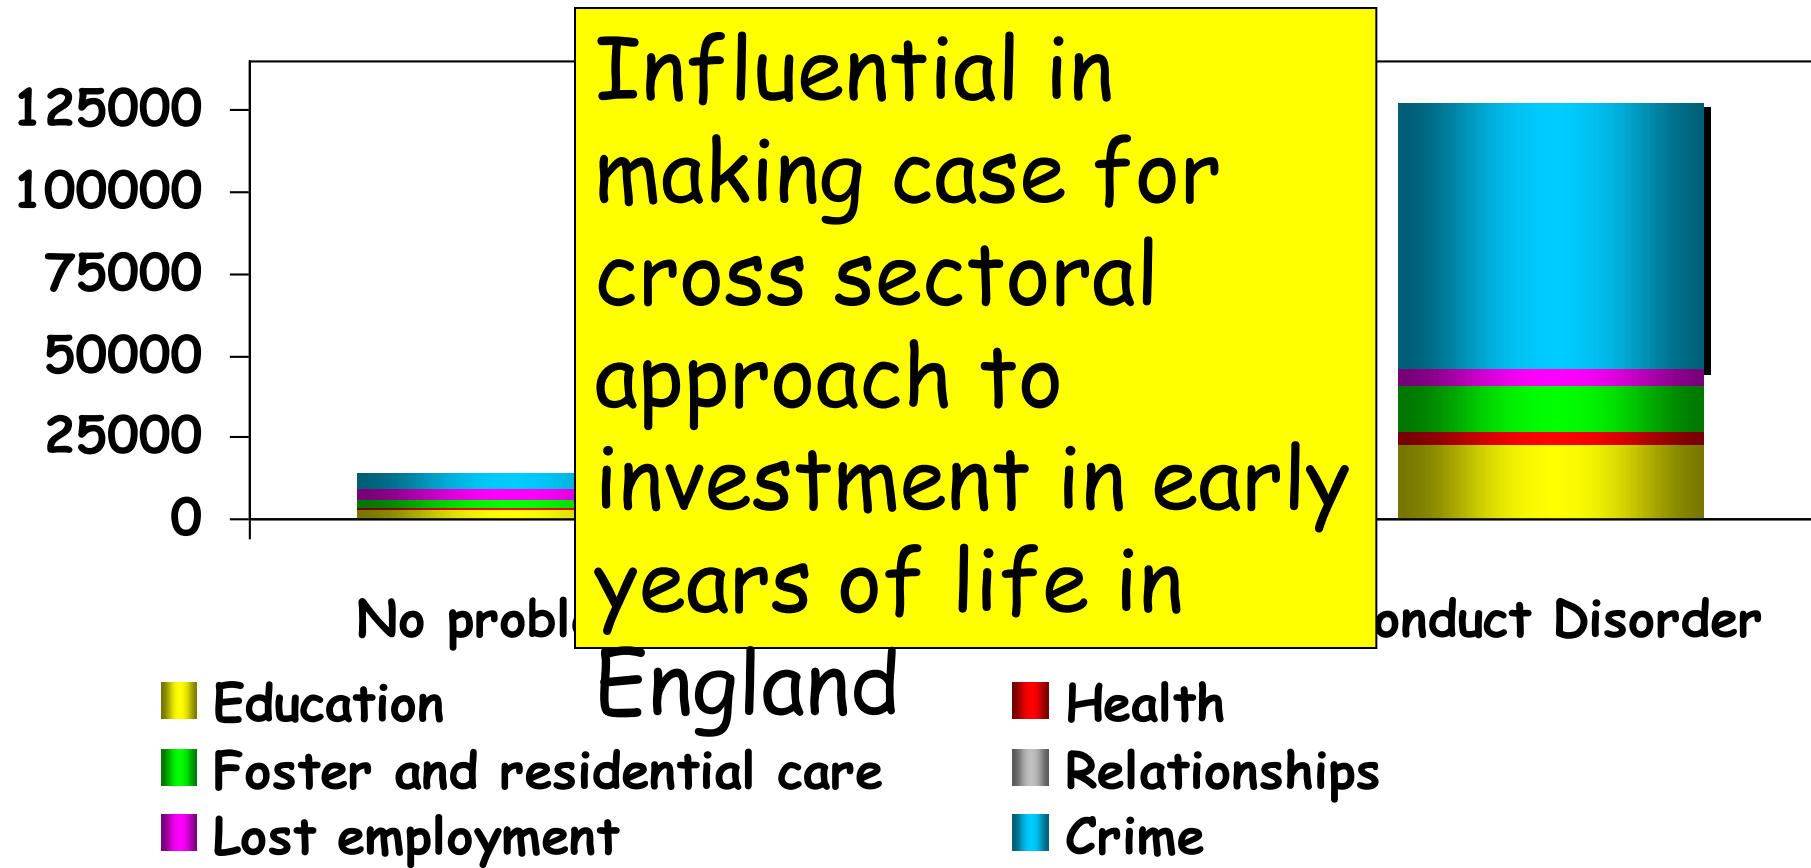 Influential in
making case for
cross sectoral
approach to
investment in early
years of life in
England
125000
100000
75000
50000
25000
0
No probl
onduct Disorder
Education
Health
Foster and residential care
Relationships
Lost employment
Crime